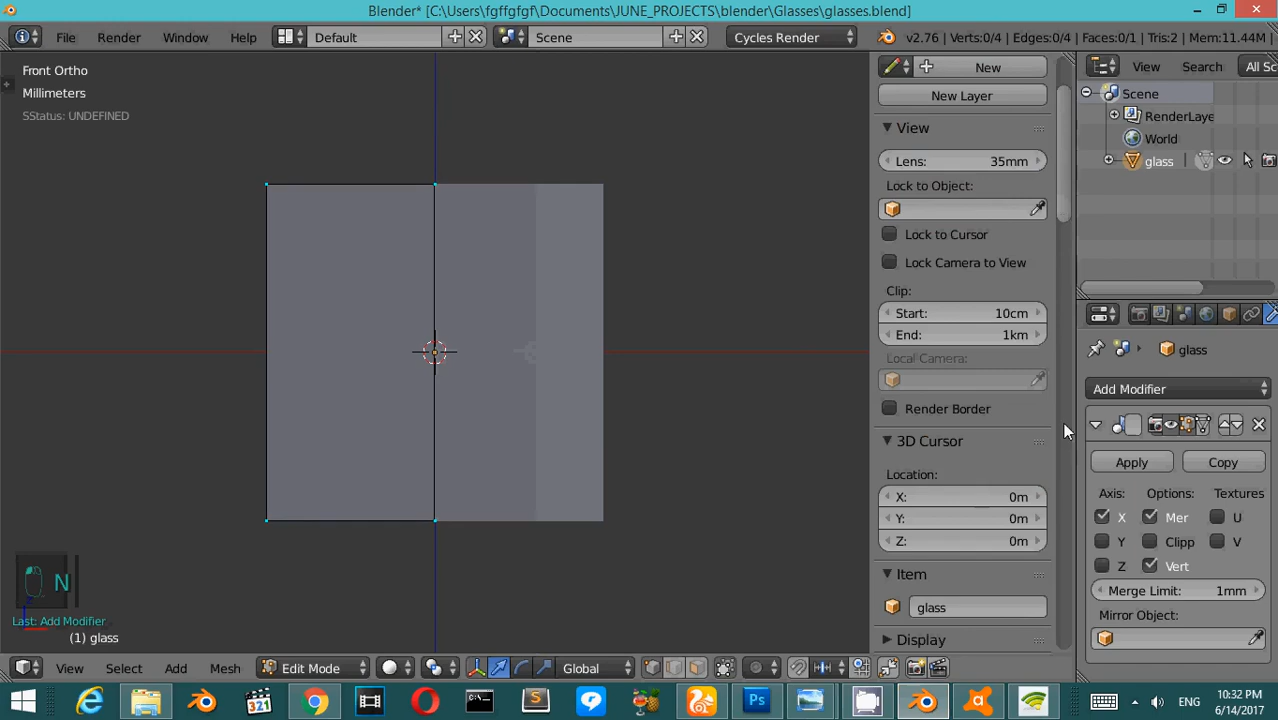 Blender* [C:\Users\fgffgfgf\Documents\JUNE_PROJECTS\blender\Glasses\glasses.blend]
File Render Window Help Default Scene Cycles Render v2.76 | Verts:0/4 | Edges:0/4 | Faces:0/1 | Tris:2 | Mem:11.44M |
Front Ortho
Millimeters
SStatus: UNDEFINED
New
New Layer
View
Lens: 35mm
Lock to Object:
Lock to Cursor
Lock Camera to View
Clip:
Start: 10cm
End: 1km
Local Camera:
Render Border
3D Cursor
Location:
X: 0m
Y: 0m
Z: 0m
Item
glass
Display
View Search All Sc
Scene
RenderLaye
World
glass
glass
Add Modifier
Apply Copy
Axis: Options: Textures
X Mer U
Y Clipp V
Z Vert
Merge Limit: 1mm
Mirror Object:
N
Last: Add Modifier
(1) glass
View Select Add Mesh Edit Mode Global
321
ENG
10:32 PM
6/14/2017